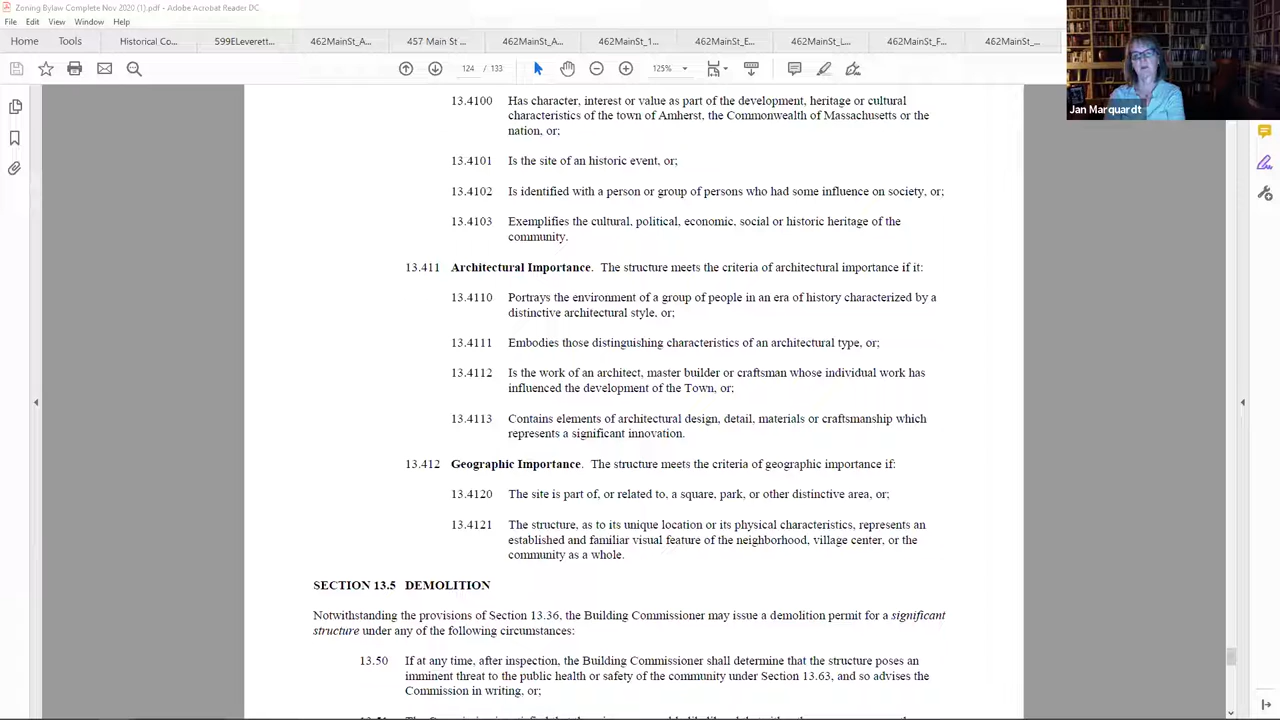 Zoning Bylaw Complete Nov 2020 (1).pdf - Adobe Acrobat Reader DC
File Edit View Window Help
Home Tools Historical Co... 599ELeverett... 462MainSt_A... 457 Main St ... 462MainSt_A... 462MainSt_1... 462MainSt_E... 462MainSt_L... 462MainSt_F... 462MainSt_...
124 / 133 125%
Jan Marquardt
13.4100 Has character, interest or value as part of the development, heritage or cultural
characteristics of the town of Amherst, the Commonwealth of Massachusetts or the
nation, or;
13.4101 Is the site of an historic event, or;
13.4102 Is identified with a person or group of persons who had some influence on society, or;
13.4103 Exemplifies the cultural, political, economic, social or historic heritage of the
community.
13.411 Architectural Importance. The structure meets the criteria of architectural importance if it:
13.4110 Portrays the environment of a group of people in an era of history characterized by a
distinctive architectural style, or;
13.4111 Embodies those distinguishing characteristics of an architectural type, or;
13.4112 Is the work of an architect, master builder or craftsman whose individual work has
influenced the development of the Town, or;
13.4113 Contains elements of architectural design, detail, materials or craftsmanship which
represents a significant innovation.
13.412 Geographic Importance. The structure meets the criteria of geographic importance if:
13.4120 The site is part of, or related to, a square, park, or other distinctive area, or;
13.4121 The structure, as to its unique location or its physical characteristics, represents an
established and familiar visual feature of the neighborhood, village center, or the
community as a whole.
SECTION 13.5 DEMOLITION
Notwithstanding the provisions of Section 13.36, the Building Commissioner may issue a demolition permit for a significant
structure under any of the following circumstances:
13.50 If at any time, after inspection, the Building Commissioner shall determine that the structure poses an
imminent threat to the public health or safety of the community under Section 13.63, and so advises the
Commission in writing, or;